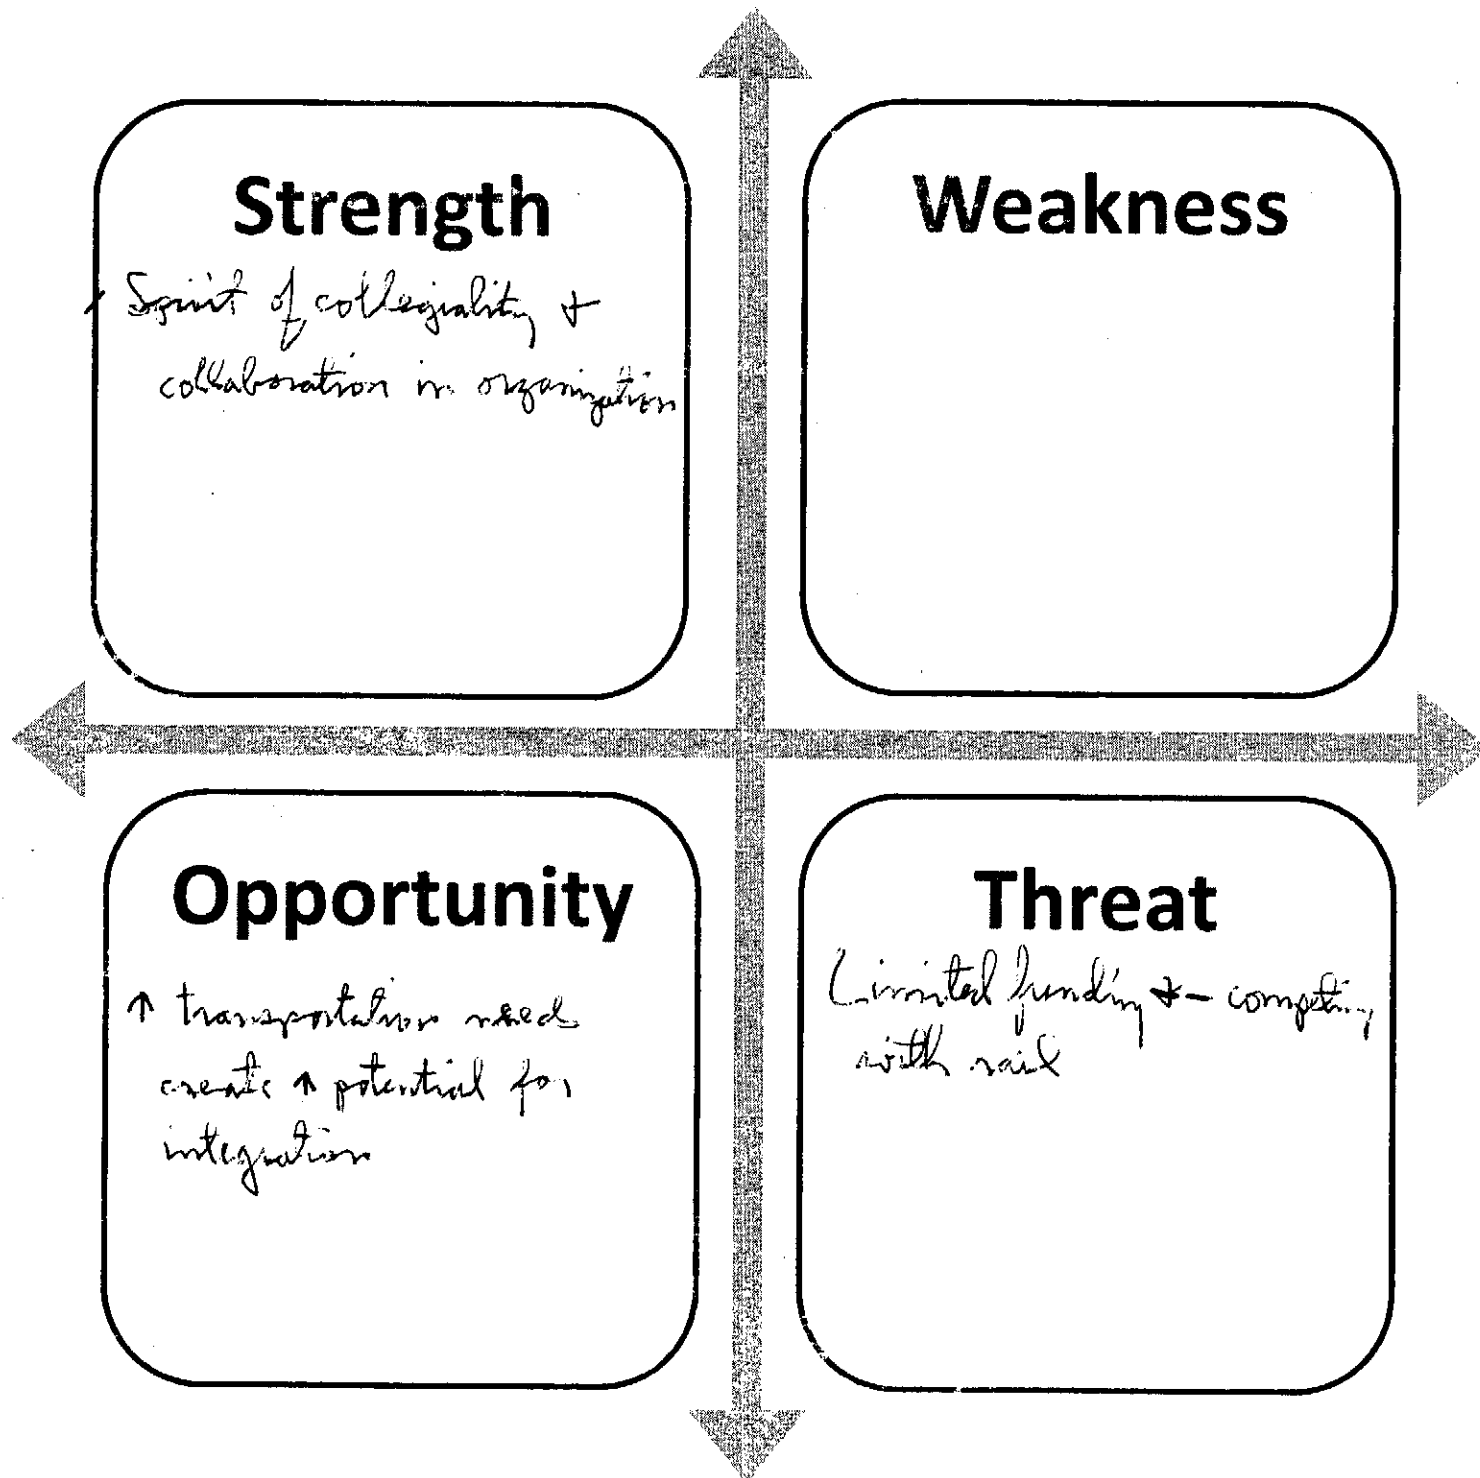 Strength
Spirit of collegiality +
collaboration in organization
Weakness
Opportunity
↑ transportation needs
create ↑ potential for
integration
Threat
Limited funding – competing
with rail